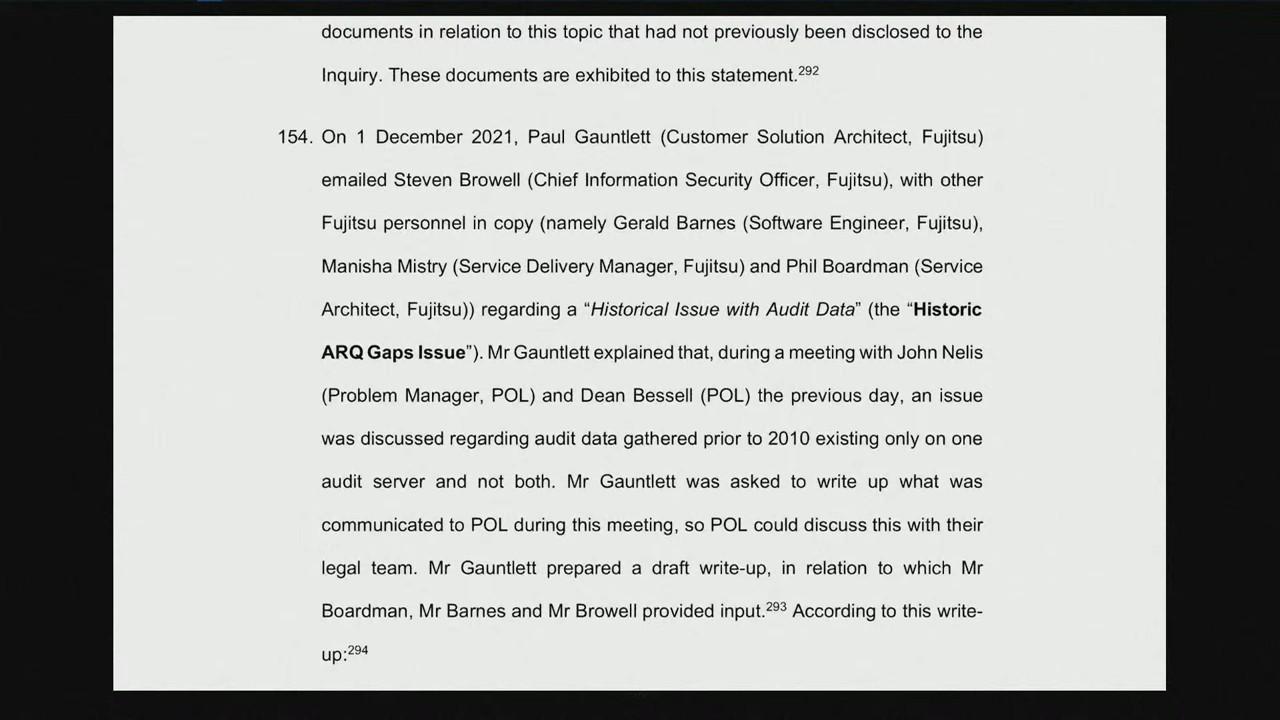 documents in relation to this topic that had not previously been disclosed to the
Inquiry. These documents are exhibited to this statement.292
154. On 1 December 2021, Paul Gauntlett (Customer Solution Architect, Fujitsu)
emailed Steven Browell (Chief Information Security Officer, Fujitsu), with other
Fujitsu personnel in copy (namely Gerald Barnes (Software Engineer, Fujitsu),
Manisha Mistry (Service Delivery Manager, Fujitsu) and Phil Boardman (Service
Architect, Fujitsu)) regarding a “Historical Issue with Audit Data” (the “Historic
ARQ Gaps Issue”). Mr Gauntlett explained that, during a meeting with John Nelis
(Problem Manager, POL) and Dean Bessell (POL) the previous day, an issue
was discussed regarding audit data gathered prior to 2010 existing only on one
audit server and not both. Mr Gauntlett was asked to write up what was
communicated to POL during this meeting, so POL could discuss this with their
legal team. Mr Gauntlett prepared a draft write-up, in relation to which Mr
Boardman, Mr Barnes and Mr Browell provided input.293 According to this write-
up:294